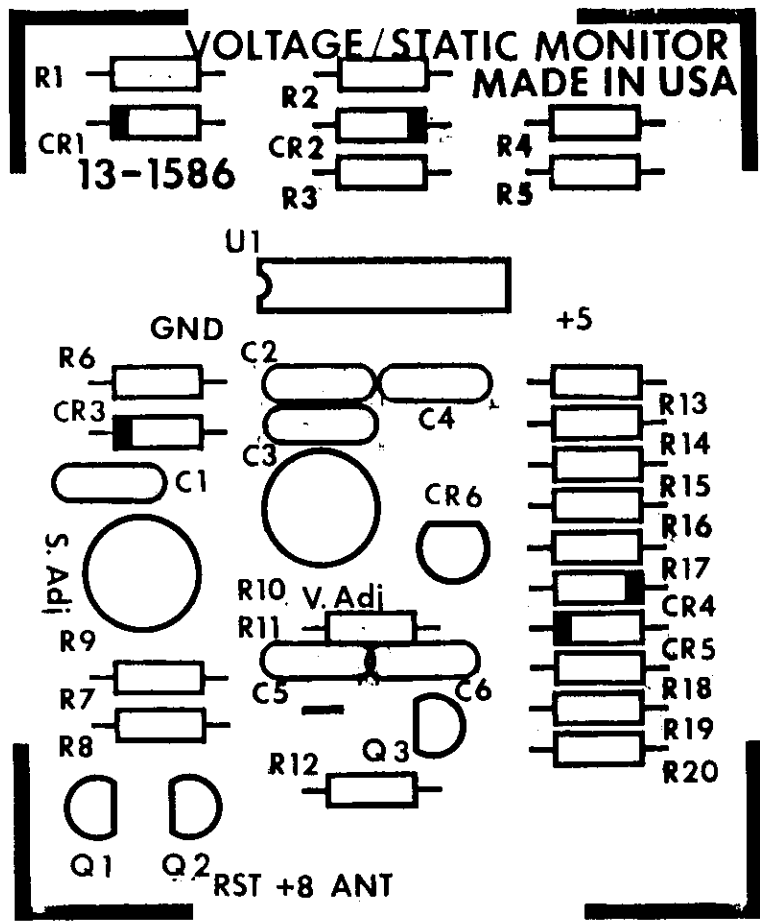 VOLTAGE/STATIC MONITOR
MADE IN USA
R1
R2
CR1
CR2
R4
13-1586
R3
R5
U1
GND
+5
R6
C2
CR3
C4
R13
C3
R14
C1
CR6
R15
R16
S. Adj
R17
R10
V. Adj
CR4
R11
R9
CR5
C5
C6
R7
R18
R8
Q3
R19
R12
R20
Q1
Q2
RST +8 ANT